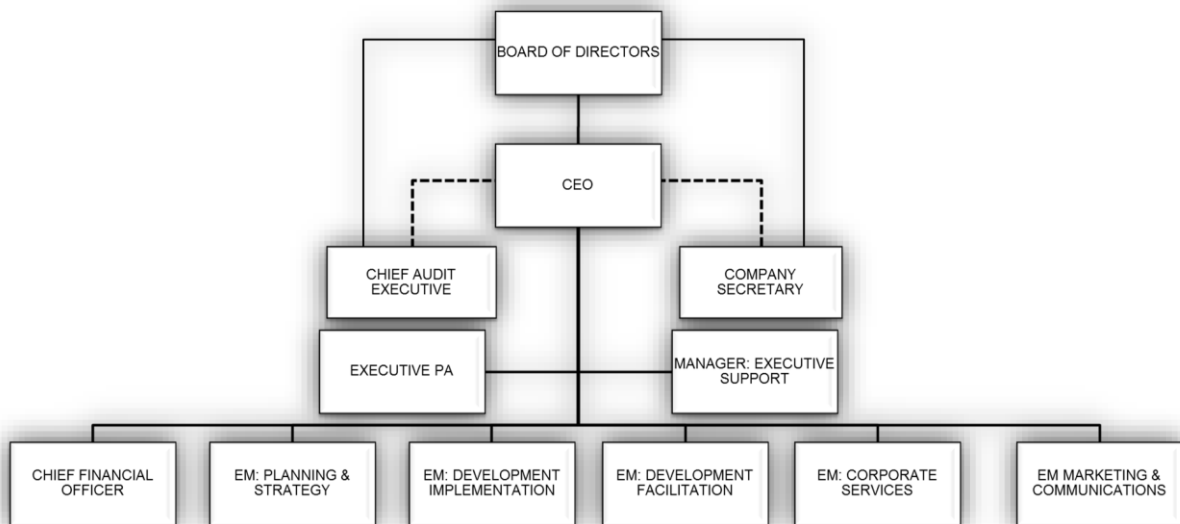 BOARD OF DIRECTORS
CEO
CHIEF AUDIT
EXECUTIVE
COMPANY
SECRETARY
EXECUTIVE PA
MANAGER: EXECUTIVE
SUPPORT
CHIEF FINANCIAL
OFFICER
EM: PLANNING &
STRATEGY
EM: DEVELOPMENT
IMPLEMENTATION
EM: DEVELOPMENT
FACILITATION
EM: CORPORATE
SERVICES
EM MARKETING &
COMMUNICATIONS